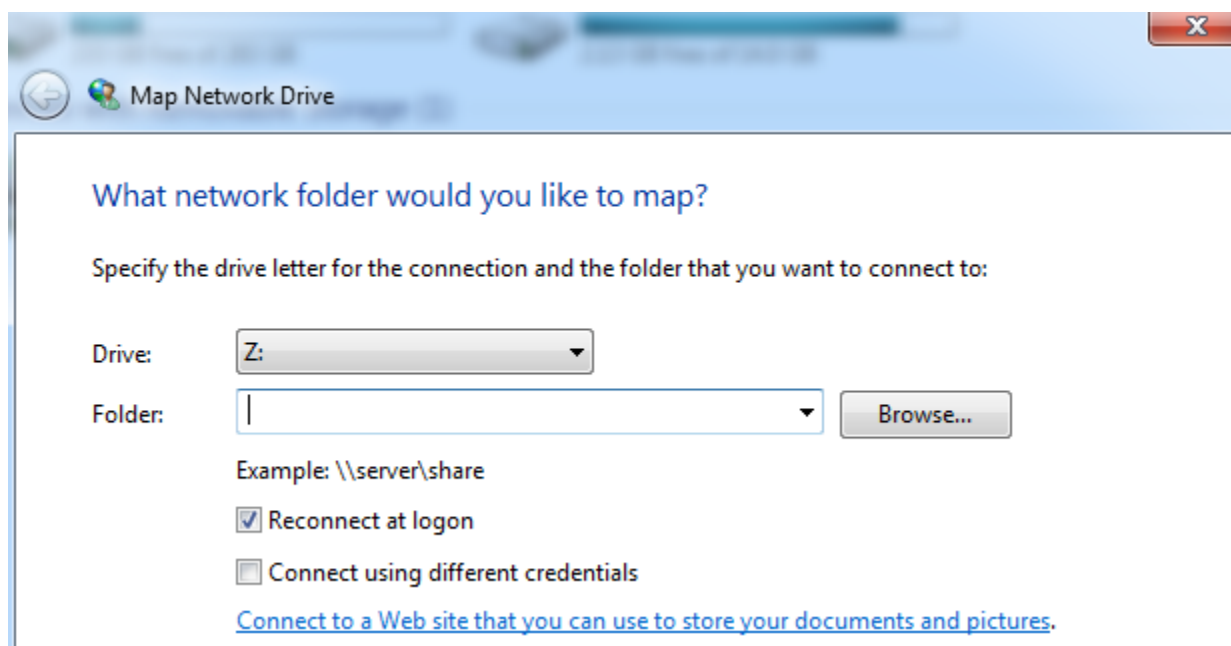 Map Network Drive
What network folder would you like to map?
Specify the drive letter for the connection and the folder that you want to connect to:
Drive: Z:
Folder: Browse...
Example: \\server\share
Reconnect at logon
Connect using different credentials
Connect to a Web site that you can use to store your documents and pictures.